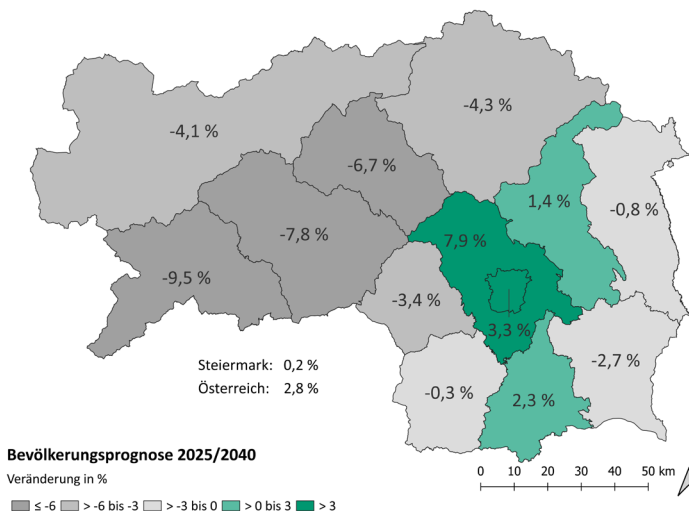 -4,3 %
-4,1 %
-6,7 %
1,4 %
-0,8 %
7,9 %
-7,8 %
-9,5 %
-3,4 %
3,3 %
Steiermark: 0,2 %
Österreich: 2,8 %
-2,7 %
-0,3 %
2,3 %
Bevölkerungsprognose 2025/2040
Veränderung in %
0 10 20 30 40 50 km
≤ -6 > -6 bis -3 > -3 bis 0 > 0 bis 3 > 3